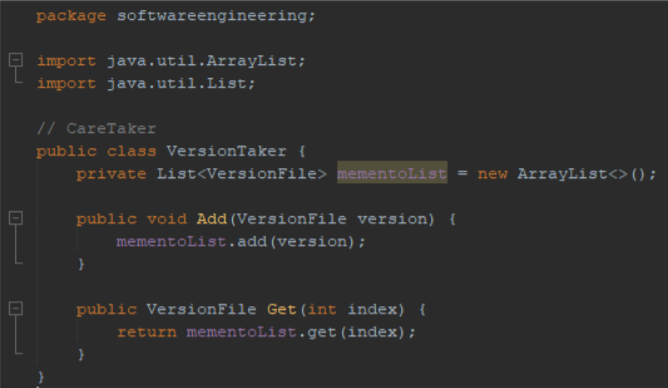 package softwareengineering;
import java.util.ArrayList;
import java.util.List;
// CareTaker
public class VersionTaker {
private List<VersionFile> mementoList = new ArrayList<>();
public void Add(VersionFile version) {
mementoList.add(version);
}
public VersionFile Get(int index) {
return mementoList.get(index);
}
}